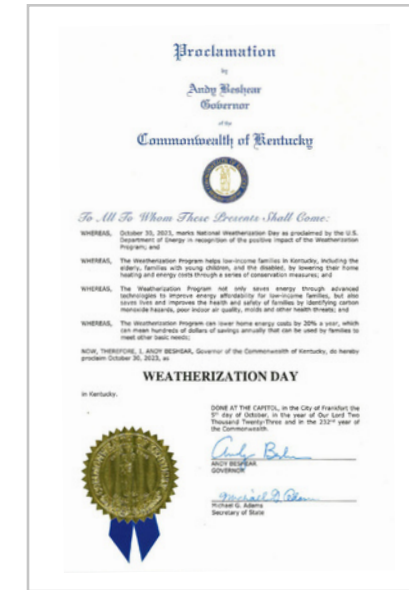 Proclamation
by
Andy Beshear
Governor
of the
Commonwealth of Kentucky
To All To Whom These Presents Shall Come:
WHEREAS, October 30, 2023, marks National Weatherization Day as proclaimed by the U.S.
Department of Energy in recognition of the positive impact of the Weatherization
Program; and
WHEREAS, The Weatherization Program helps low-income families in Kentucky, including the
elderly, families with young children, and the disabled, by lowering their home
heating and energy costs through a series of conservation measures; and
WHEREAS, The Weatherization Program not only saves energy through advanced
technologies to improve energy affordability for low-income families, but also
saves lives and improves the health and safety of families by identifying carbon
monoxide hazards, poor indoor air quality, molds and other health threats; and
WHEREAS, The Weatherization Program can lower home energy costs by 20% a year, which
can mean hundreds of dollars of savings annually that can be used by families to
meet other basic needs;
NOW, THEREFORE, I, ANDY BESHEAR, Governor of the Commonwealth of Kentucky, do hereby
proclaim October 30, 2023, as
WEATHERIZATION DAY
in Kentucky.
DONE AT THE CAPITOL, in the City of Frankfort the
5th day of October, in the year of Our Lord Two
Thousand Twenty-Three and in the 232nd year of
the Commonwealth.
Andy Beshear
ANDY BESHEAR
GOVERNOR
Michael G. Adams
Michael G. Adams
Secretary of State